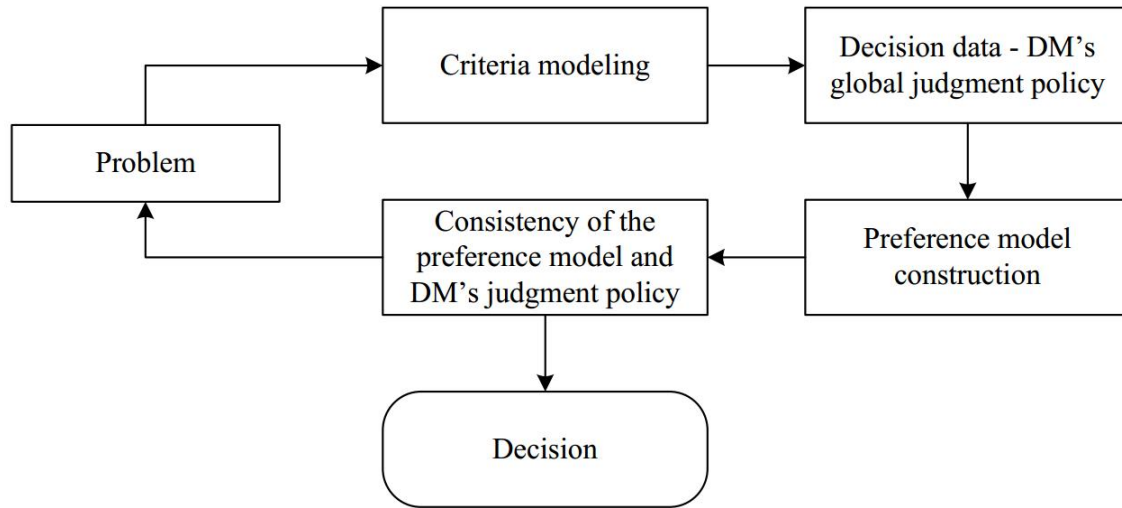 Criteria modeling
Decision data - DM's
global judgment policy
Problem
Consistency of the
preference model and
DM's judgment policy
Preference model
construction
Decision